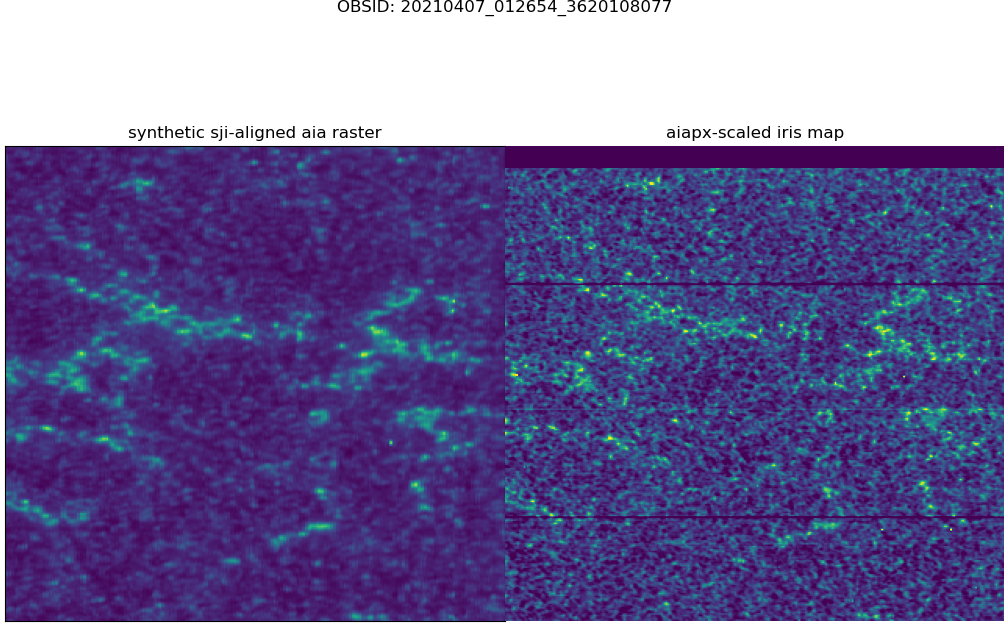 OBSID: 20210407_012654_3620108077
synthetic sji-aligned aia raster
aiapx-scaled iris map